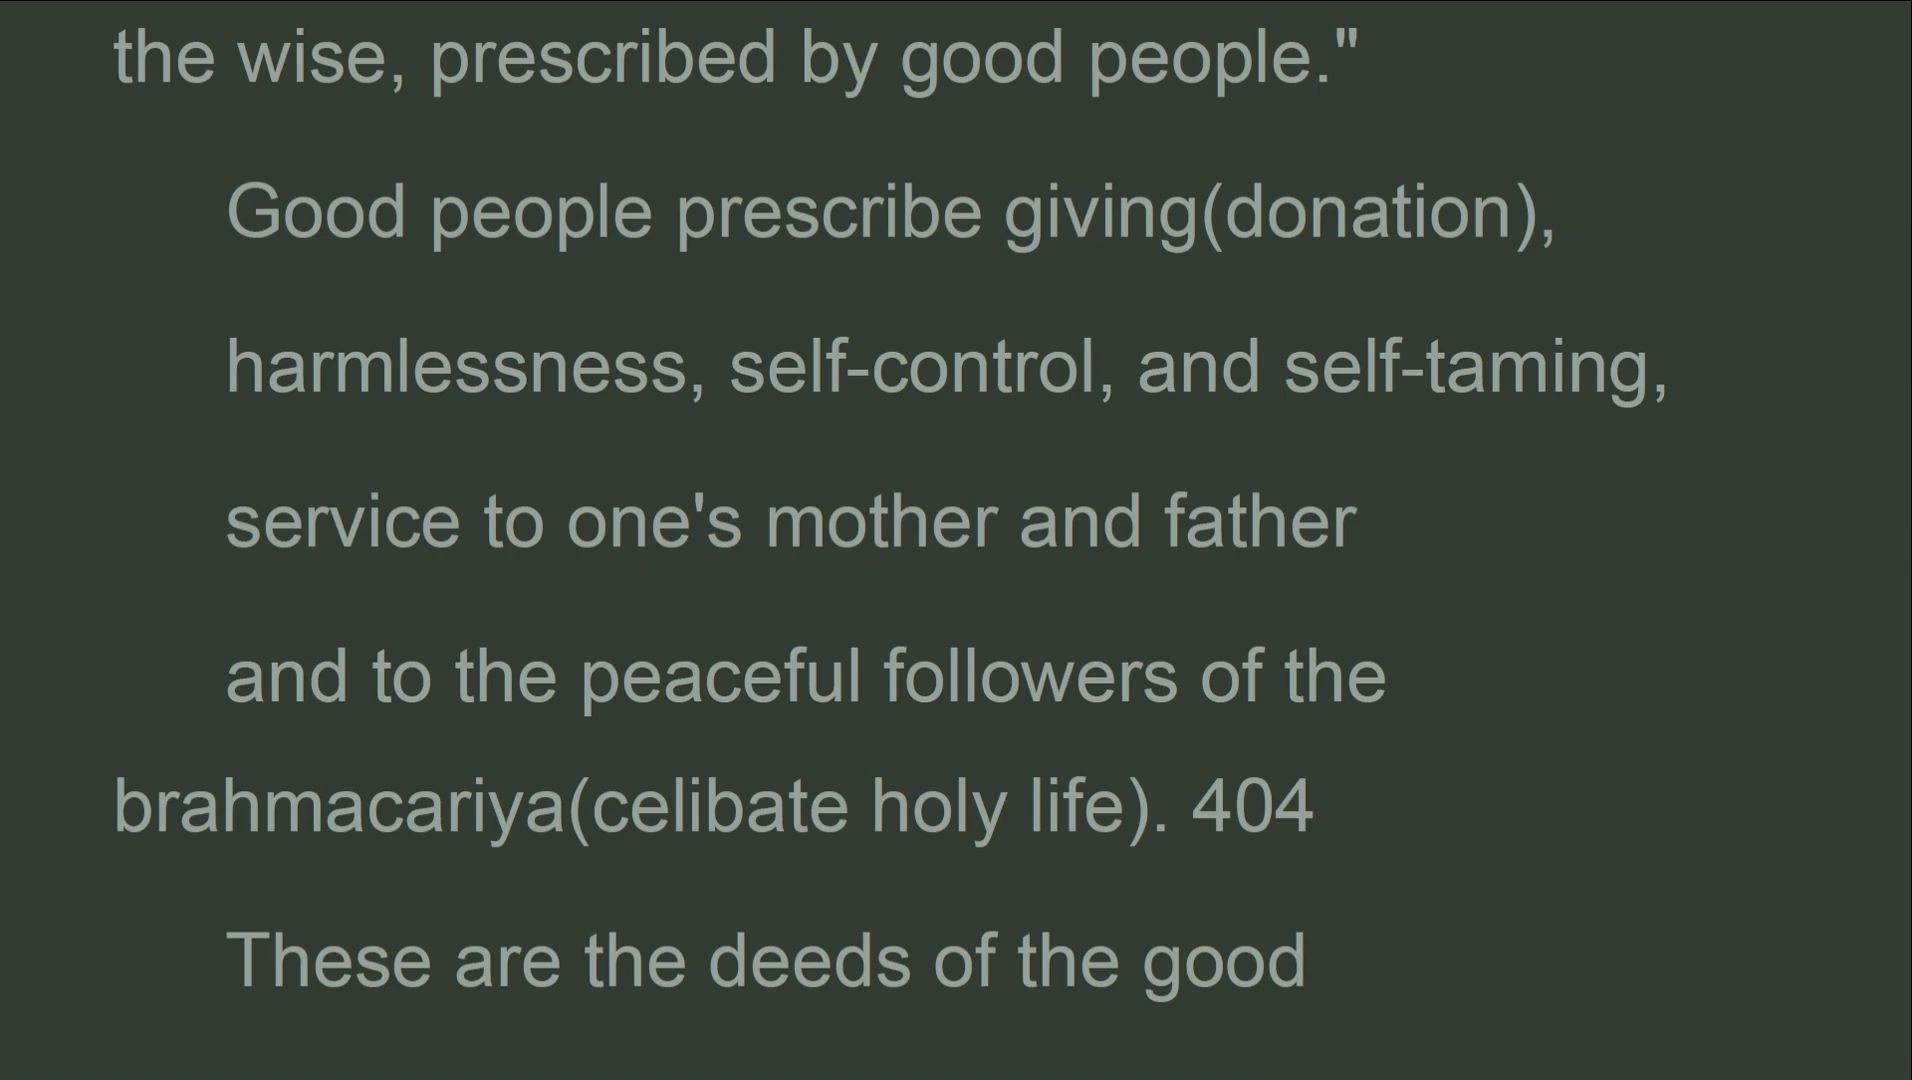 the wise, prescribed by good people."
Good people prescribe giving(donation),
harmlessness, self-control, and self-taming,
service to one's mother and father
and to the peaceful followers of the
brahmacariya(celibate holy life). 404
These are the deeds of the good